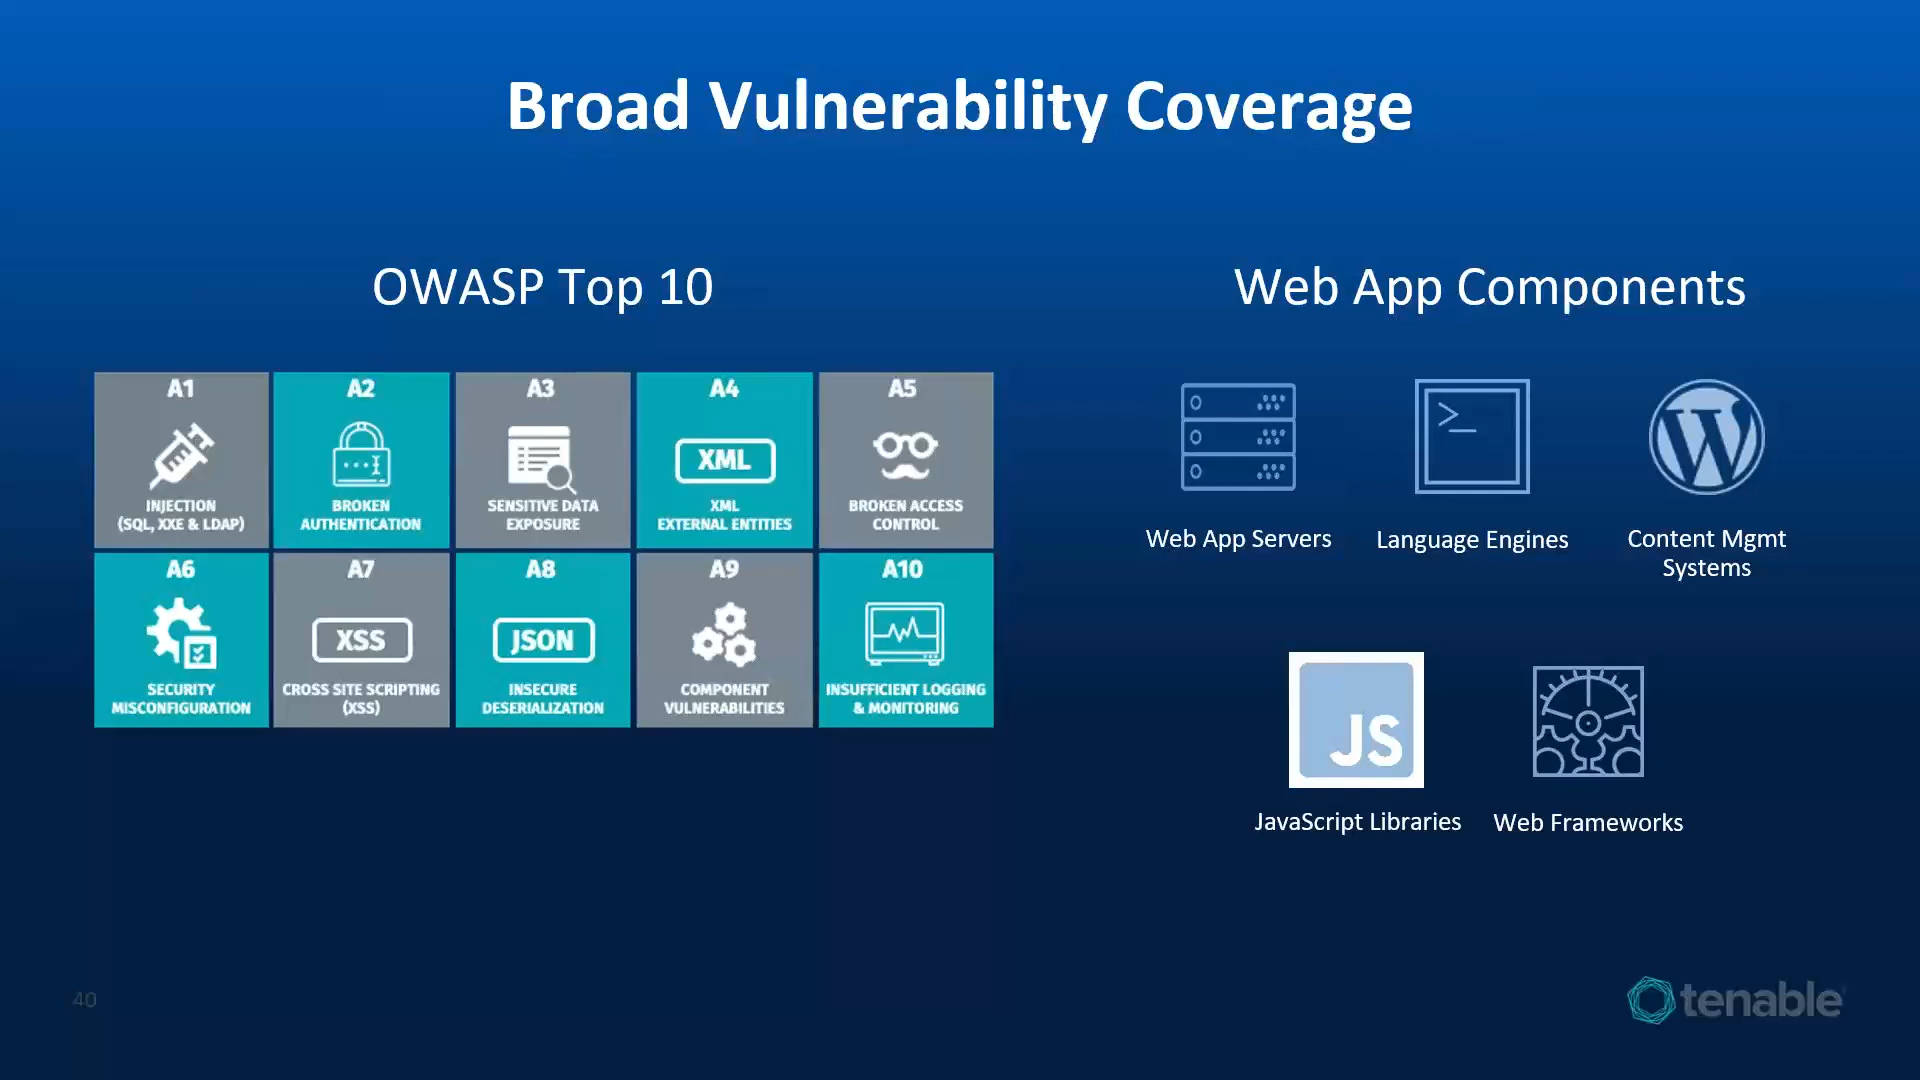 Broad Vulnerability Coverage
OWASP Top 10
A1
INJECTION
(SQL, XXE & LDAP)
A2
BROKEN
AUTHENTICATION
A3
SENSITIVE DATA
EXPOSURE
A4
XML
XML
EXTERNAL ENTITIES
A5
BROKEN ACCESS
CONTROL
A6
SECURITY
MISCONFIGURATION
A7
XSS
CROSS SITE SCRIPTING
(XSS)
A8
JSON
INSECURE
DESERIALIZATION
A9
COMPONENT
VULNERABILITIES
A10
INSUFFICIENT LOGGING
& MONITORING
Web App Components
>_
W
Web App Servers
Language Engines
Content Mgmt
Systems
JS
JavaScript Libraries
Web Frameworks
40
tenable